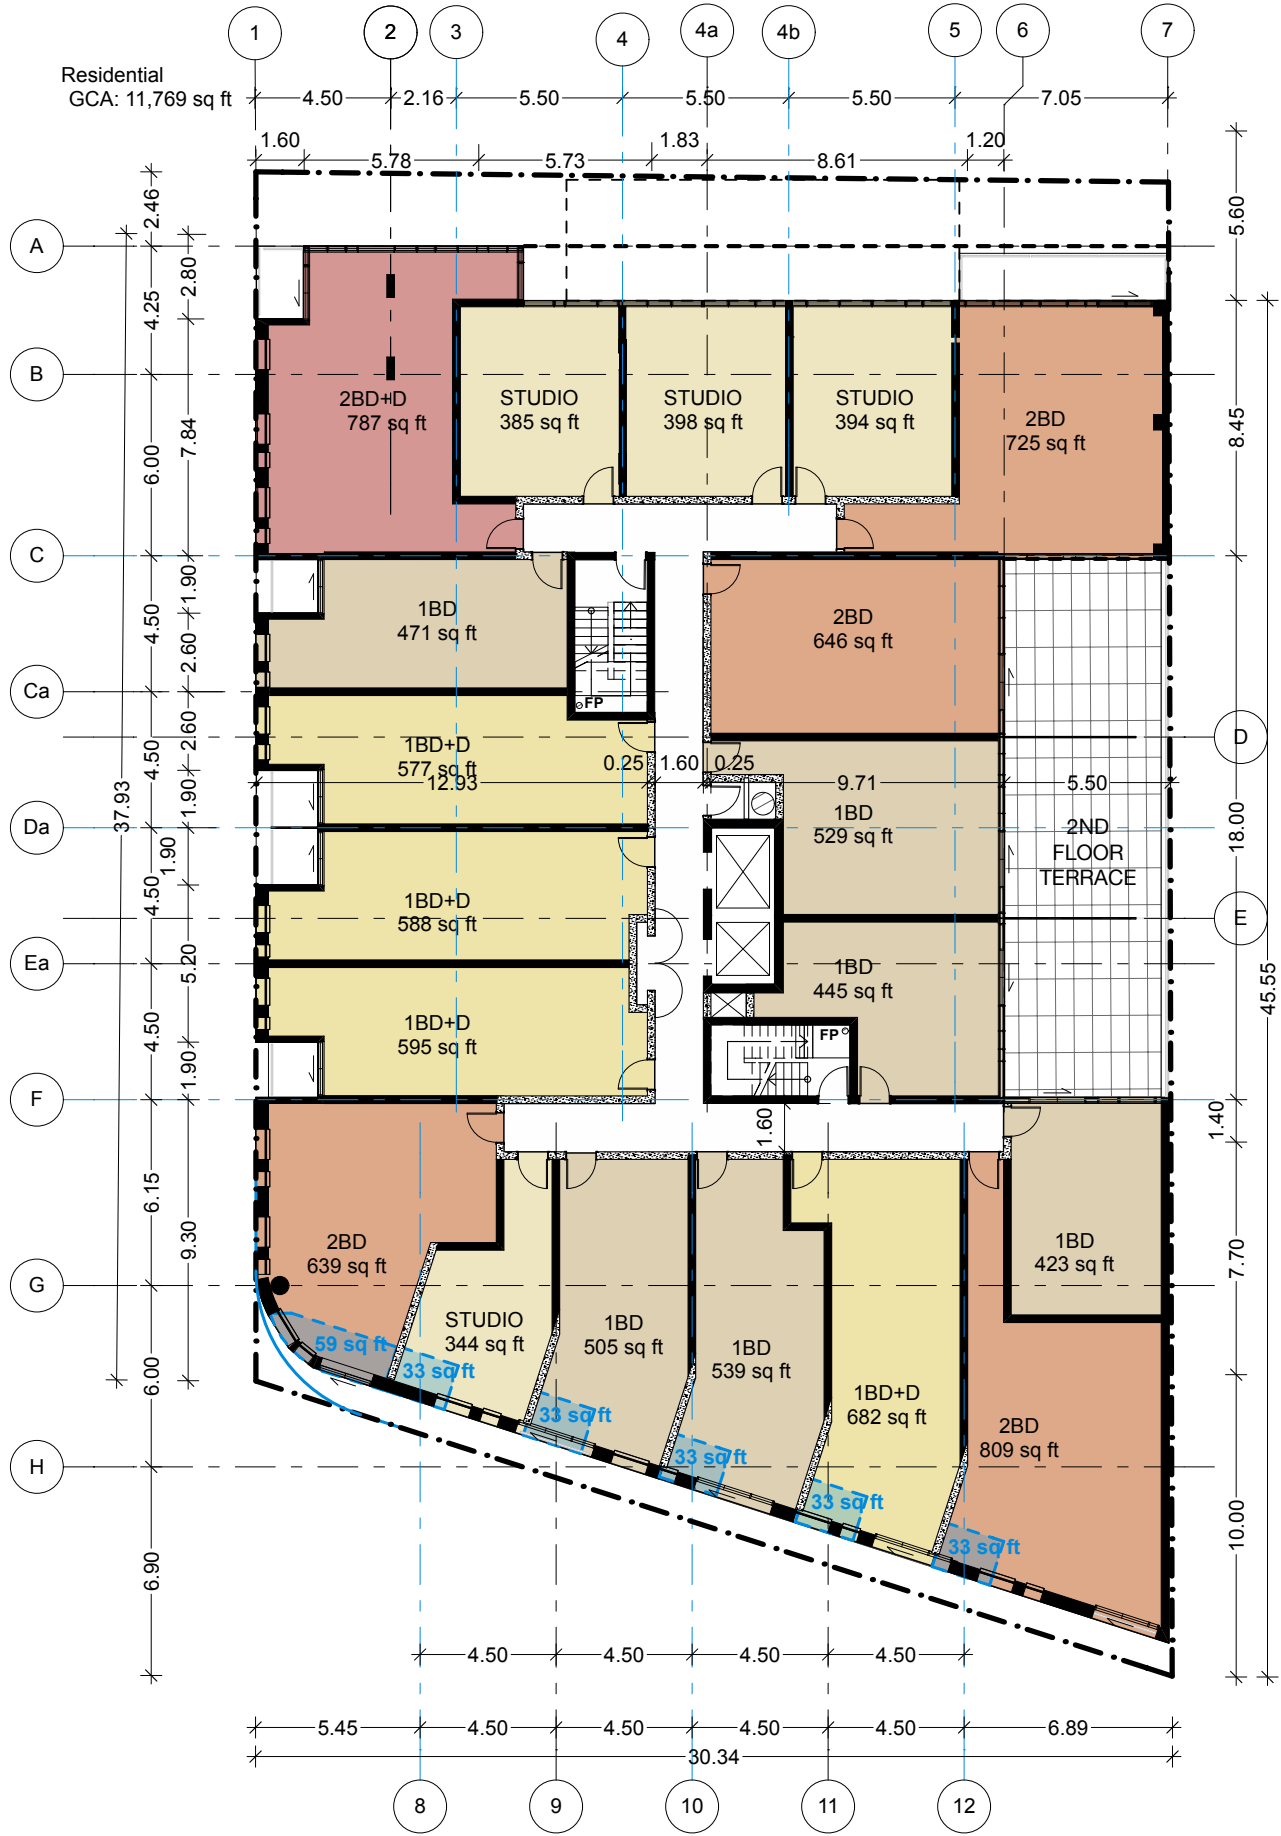 1
2
3
4
4a
4b
5
6
7
Residential
GCA: 11,769 sq ft
4.50
2.16
5.50
5.50
5.50
7.05
1.60
5.78
5.73
1.83
8.61
1.20
2.46
5.60
A
2.80
4.25
37.93
B
7.84
6.00
8.45
45.55
2BD+D
787 sq ft
STUDIO
385 sq ft
STUDIO
398 sq ft
STUDIO
394 sq ft
2BD
725 sq ft
C
1.90
4.50
2.60
1BD
471 sq ft
2BD
646 sq ft
Ca
FP
2.60
4.50
1.90
1BD+D
577 sq ft
12.93
0.25
1.60
0.25
9.71
5.50
D
1BD
529 sq ft
2ND
FLOOR
TERRACE
18.00
Da
1.90
4.50
1BD+D
588 sq ft
E
Ea
5.20
1BD
445 sq ft
4.50
1BD+D
595 sq ft
FP
1.90
F
1.60
1.40
6.15
9.30
2BD
639 sq ft
1BD
423 sq ft
7.70
G
STUDIO
344 sq ft
1BD
505 sq ft
1BD
539 sq ft
59 sq ft
33 sq ft
6.00
1BD+D
682 sq ft
33 sq ft
2BD
809 sq ft
33 sq ft
H
33 sq ft
33 sq ft
6.90
10.00
4.50
4.50
4.50
4.50
5.45
4.50
4.50
4.50
4.50
6.89
30.34
8
9
10
11
12